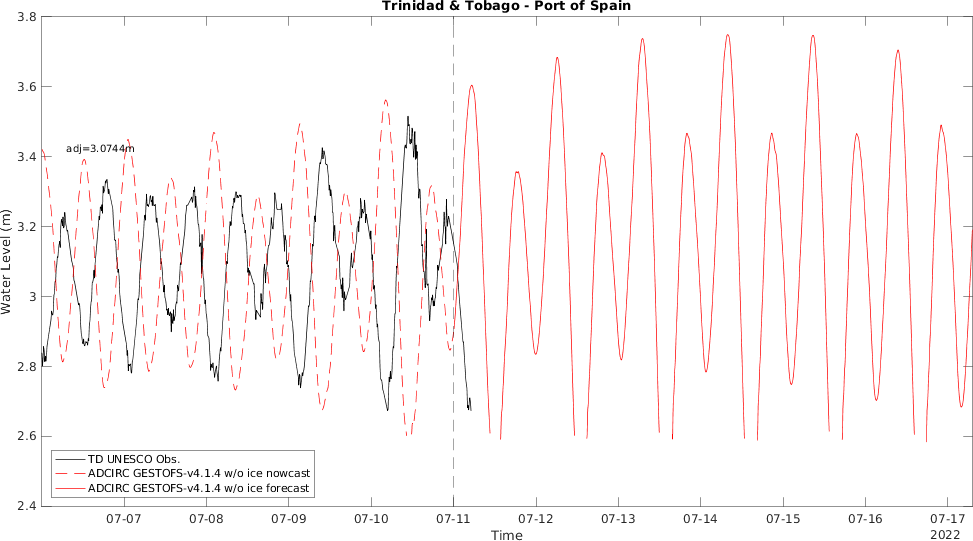 Trinidad & Tobago - Port of Spain
3.8
3.6
3.4
3.2
3
2.8
2.6
2.4
Water Level (m)
adj=3.0744m
TD UNESCO Obs.
ADCIRC GESTOFS-v4.1.4 w/o ice nowcast
ADCIRC GESTOFS-v4.1.4 w/o ice forecast
07-07 07-08 07-09 07-10 07-11 07-12 07-13 07-14 07-15 07-16 07-17
2022
Time